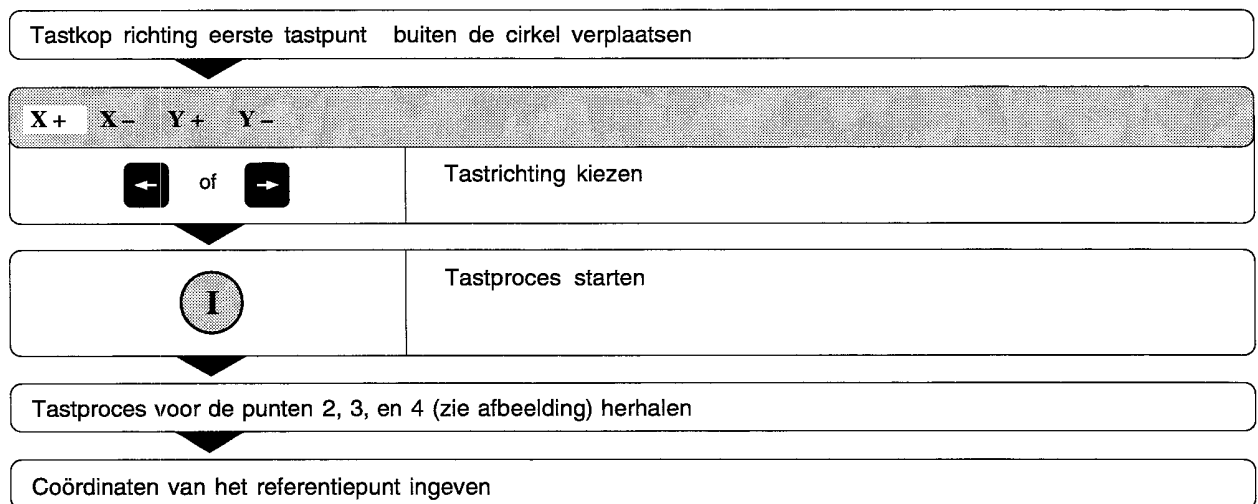 Tastkop richting eerste tastpunt buiten de cirkel verplaatsen
X + X – Y + Y –
← of → Tastrichting kiezen
I Tastproces starten
Tastproces voor de punten 2, 3, en 4 (zie afbeelding) herhalen
Coördinaten van het referentiepunt ingeven